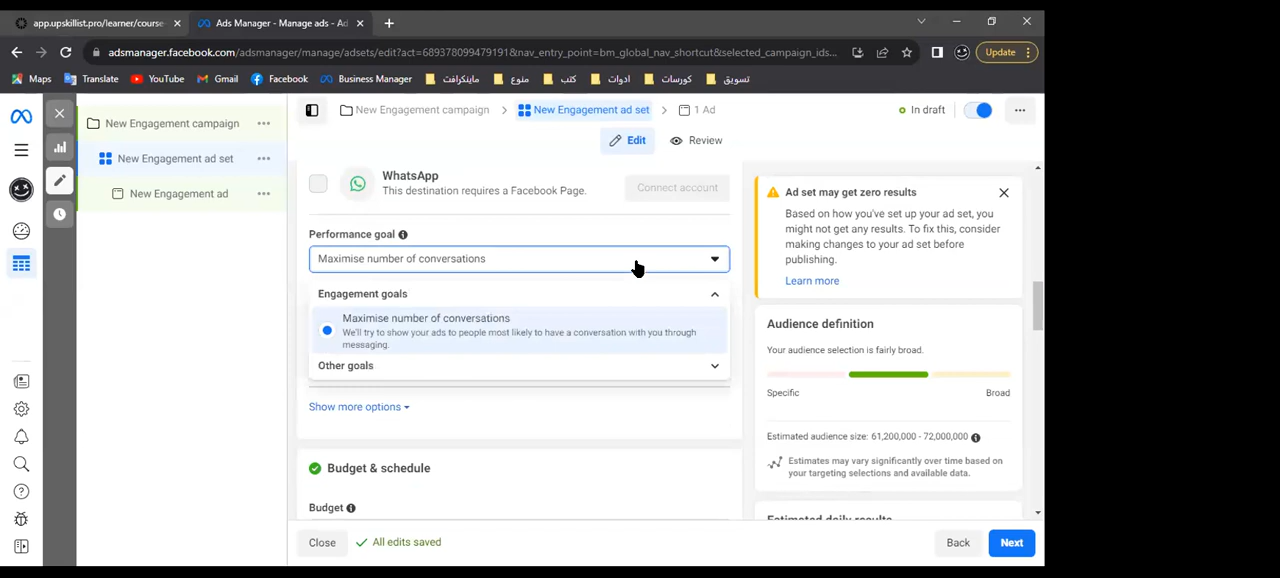 app.upskillist.pro/learner/course
Ads Manager - Manage ads - Ad
adsmanager.facebook.com/adsmanager/manage/adsets/edit?act=689378099479191&nav_entry_point=bm_global_nav_shortcut&selected_campaign_ids...
Update
Maps
Translate
YouTube
Gmail
Facebook
Business Manager
ماينكرافت
منوع
كتب
ادوات
كورسات
تسويق
New Engagement campaign
New Engagement ad set
1 Ad
In draft
Edit
Review
New Engagement campaign
New Engagement ad set
New Engagement ad
WhatsApp
This destination requires a Facebook Page.
Connect account
Performance goal
Maximise number of conversations
Engagement goals
Maximise number of conversations
We'll try to show your ads to people most likely to have a conversation with you through
messaging.
Other goals
Show more options
Budget & schedule
Budget
Ad set may get zero results
Based on how you've set up your ad set, you
might not get any results. To fix this, consider
making changes to your ad set before
publishing.
Learn more
Audience definition
Your audience selection is fairly broad.
Specific
Broad
Estimated audience size: 61,200,000 - 72,000,000
Estimates may vary significantly over time based on
your targeting selections and available data.
Estimated daily results
Close
All edits saved
Back
Next